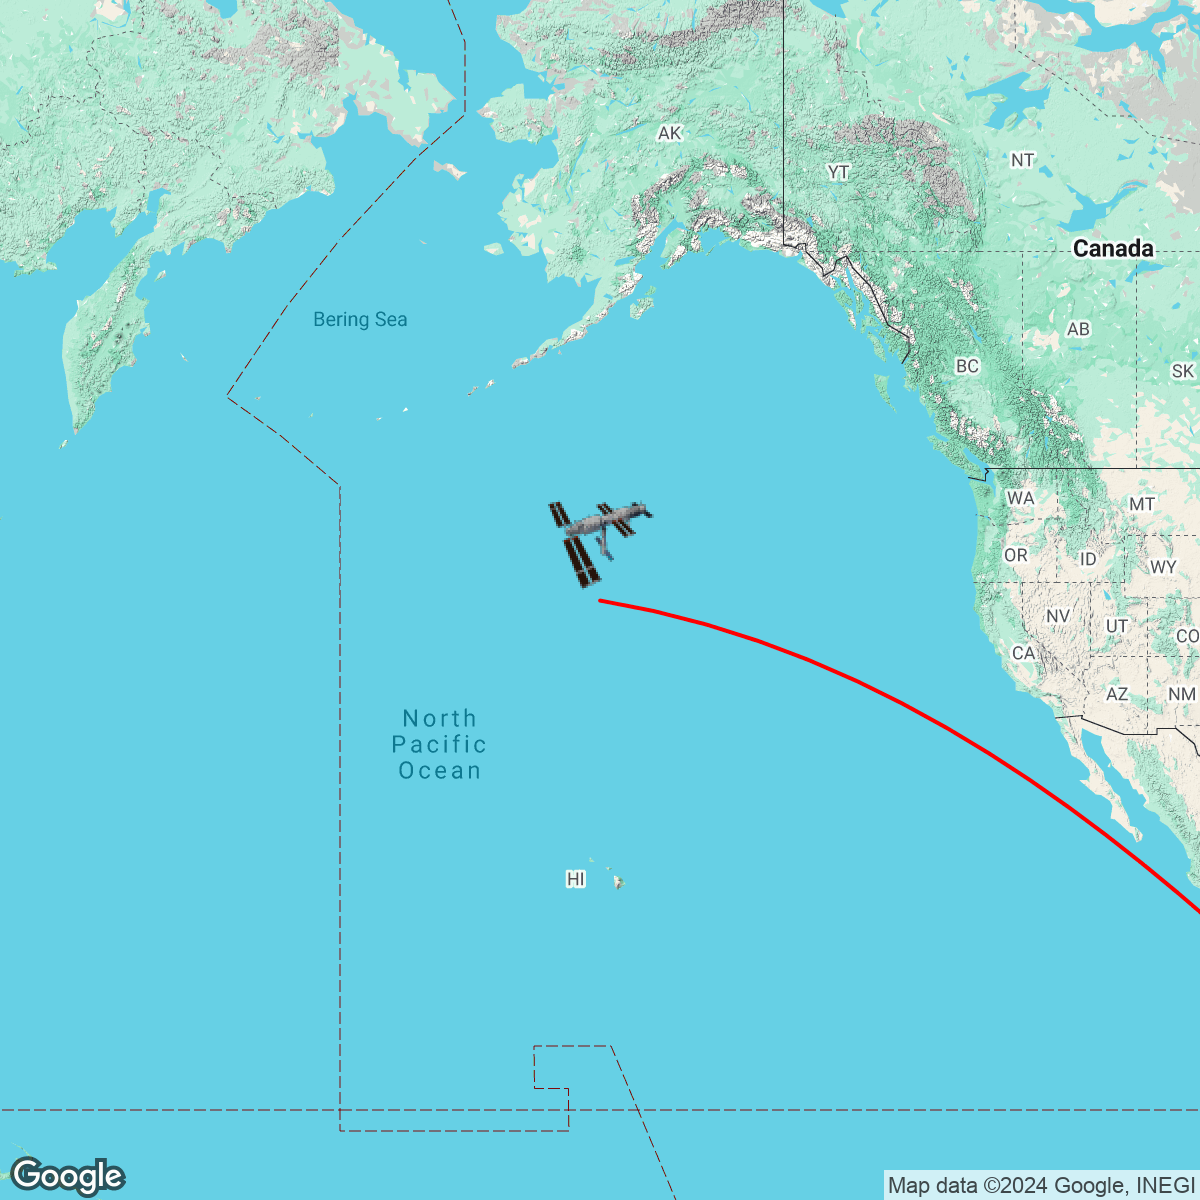 AK
YT
NT
Canada
Bering Sea
AB
BC
SK
WA
MT
OR
ID
WY
NV
UT
CO
CA
AZ
NM
North
Pacific
Ocean
HI
Google
Map data ©2024 Google, INEGI